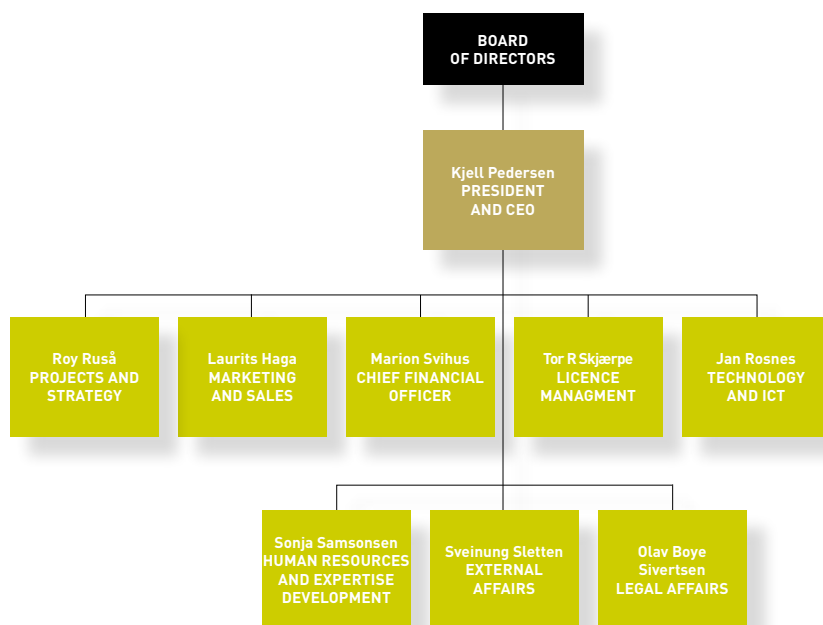 BOARD
OF DIRECTORS
Kjell Pedersen
PRESIDENT
AND CEO
Roy Ruså
PROJECTS AND
STRATEGY
Laurits Haga
MARKETING
AND SALES
Marion Svihus
CHIEF FINANCIAL
OFFICER
Tor R Skjærpe
LICENCE
MANAGMENT
Jan Rosnes
TECHNOLOGY
AND ICT
Sonja Samsonsen
HUMAN RESOURCES
AND EXPERTISE
DEVELOPMENT
Sveinung Sletten
EXTERNAL
AFFAIRS
Olav Boye
Sivertsen
LEGAL AFFAIRS